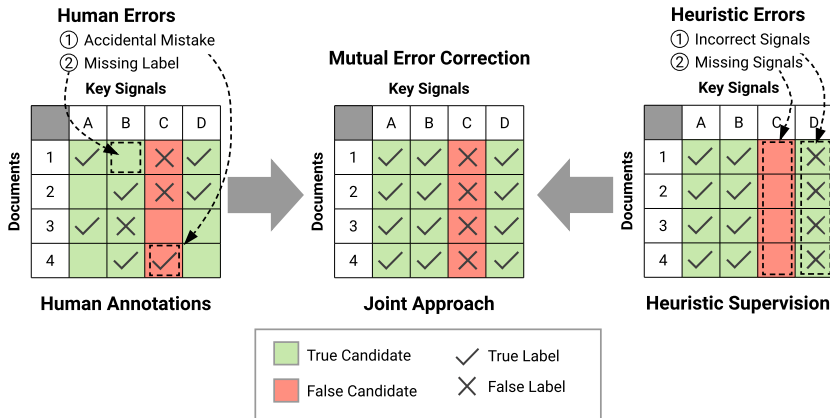 Human Errors
① Accidental Mistake
② Missing Label
Key Signals
A B C D
1
2
3
4
Documents
Human Annotations
Mutual Error Correction
Key Signals
A B C D
1
2
3
4
Documents
Joint Approach
Heuristic Errors
① Incorrect Signals
② Missing Signals
Key Signals
A B C D
1
2
3
4
Documents
Heuristic Supervision
True Candidate
True Label
False Candidate
False Label